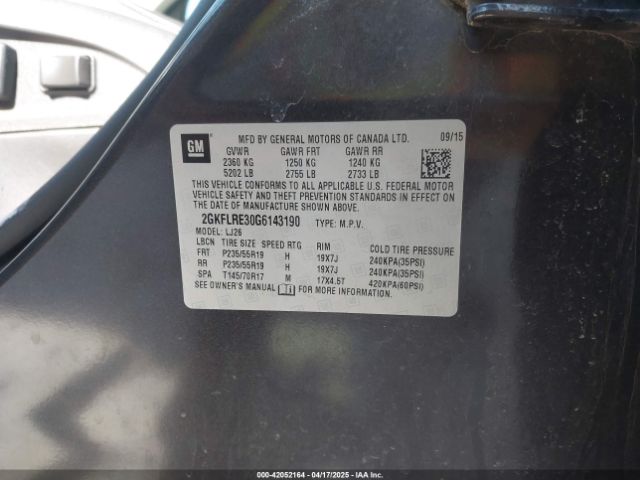 GM
MFD BY GENERAL MOTORS OF CANADA LTD. 09/15
GVWR GAWR FRT GAWR RR
2360 KG 1250 KG 1240 KG
5202 LB 2755 LB 2733 LB
THIS VEHICLE CONFORMS TO ALL APPLICABLE U.S. FEDERAL MOTOR
VEHICLE SAFETY AND THEFT PREVENTION STANDARDS IN EFFECT ON THE
DATE OF MANUFACTURE SHOWN ABOVE.
2GKFLRE30G6143190 TYPE: M.P.V.
MODEL: LJ26
LBCN TIRE SIZE SPEED RTG RIM COLD TIRE PRESSURE
FRT P235/55R19 H 19X7J 240KPA(35PSI)
RR P235/55R19 H 19X7J 240KPA(35PSI)
SPA T145/70R17 M 17X4.5T 420KPA(60PSI)
SEE OWNER'S MANUAL FOR MORE INFORMATION.
000-42052164 - 04/17/2025 - IAAI.COM